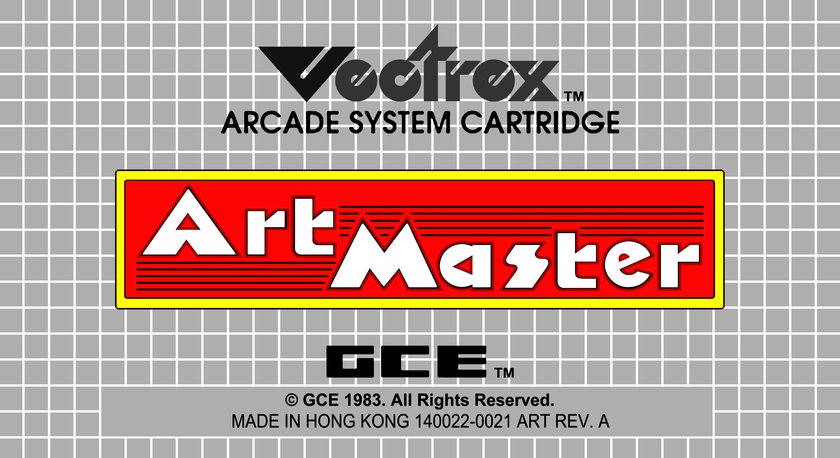 Vectrex™
ARCADE SYSTEM CARTRIDGE
Art Master
GCE™
© GCE 1983. All Rights Reserved.
MADE IN HONG KONG 140022-0021 ART REV. A